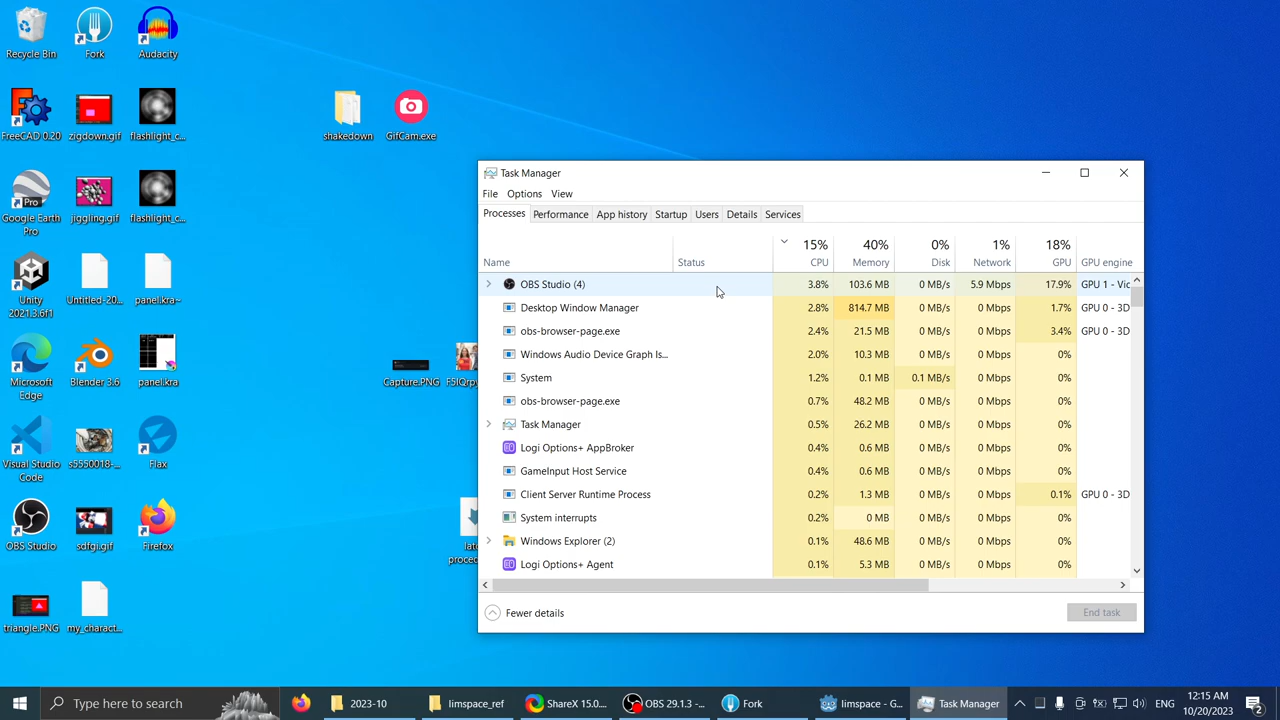 Recycle Bin
Fork
Audacity
FreeCAD 0.20
zigdown.gif
flashlight_c...
shakedown
GifCam.exe
Google Earth
Pro
jiggling.gif
flashlight_c...
Unity
2021.3.6f1
Untitled-20...
panel.kra~
Microsoft
Edge
Blender 3.6
panel.kra
Capture.PNG
Visual Studio
Code
s5550018-...
Flax
OBS Studio
sdfgi.gif
Firefox
triangle.PNG
my_charact...
Task Manager
File Options View
Processes Performance App history Startup Users Details Services
15% 40% 0% 1% 18%
Name Status CPU Memory Disk Network GPU GPU engine
OBS Studio (4) 3.8% 103.6 MB 0 MB/s 5.9 Mbps 17.9% GPU 1 - Vic
Desktop Window Manager 2.8% 814.7 MB 0 MB/s 0 Mbps 1.7% GPU 0 - 3D
obs-browser-page.exe 2.4% 21.5 MB 0 MB/s 0 Mbps 3.4% GPU 0 - 3D
Windows Audio Device Graph Is... 2.0% 10.3 MB 0 MB/s 0 Mbps 0%
System 1.2% 0.1 MB 0.1 MB/s 0 Mbps 0%
obs-browser-page.exe 0.7% 48.2 MB 0 MB/s 0 Mbps 0%
Task Manager 0.5% 26.2 MB 0 MB/s 0 Mbps 0%
Logi Options+ AppBroker 0.4% 0.6 MB 0 MB/s 0 Mbps 0%
GameInput Host Service 0.4% 0.6 MB 0 MB/s 0 Mbps 0%
Client Server Runtime Process 0.2% 1.3 MB 0 MB/s 0 Mbps 0.1% GPU 0 - 3D
System interrupts 0.2% 0 MB 0 MB/s 0 Mbps 0%
Windows Explorer (2) 0.1% 48.6 MB 0 MB/s 0 Mbps 0%
Logi Options+ Agent 0.1% 5.3 MB 0 MB/s 0 Mbps 0%
Fewer details End task
Type here to search
2023-10
limspace_ref
ShareX 15.0...
OBS 29.1.3 -...
Fork
limspace - G...
Task Manager
12:15 AM
10/20/2023